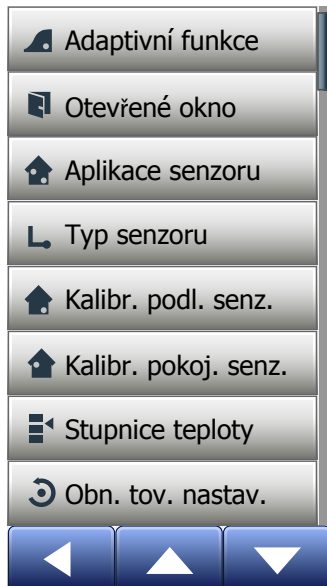 Adaptivní funkce
Otevřené okno
Aplikace senzoru
Typ senzoru
Kalibr. podl. senz.
Kalibr. pokoj. senz.
Stupnice teploty
Obn. tov. nastav.